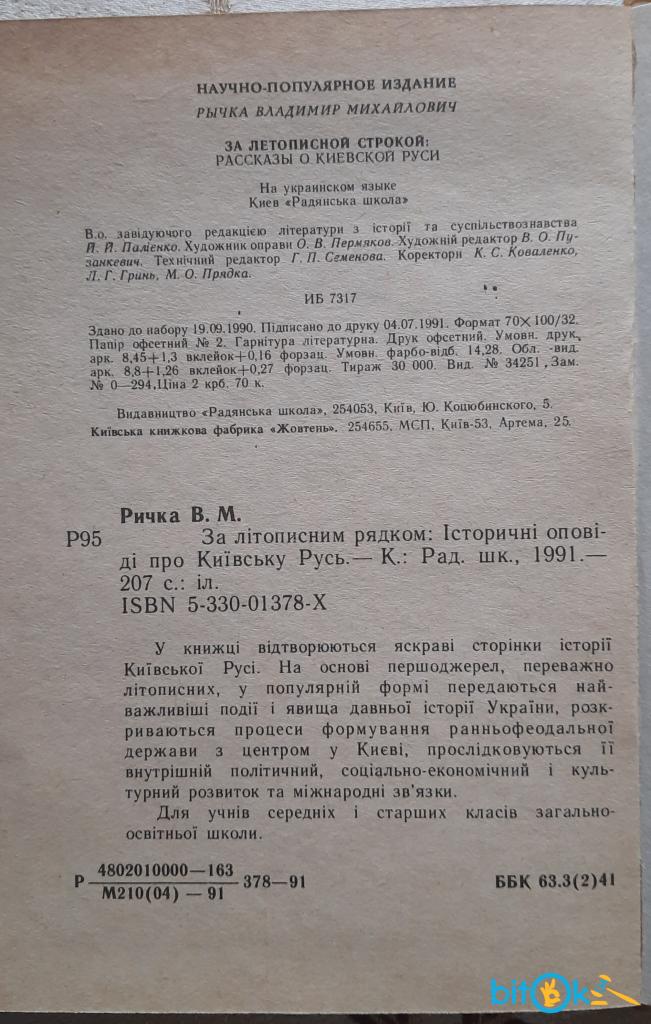 НАУЧНО-ПОПУЛЯРНОЕ ИЗДАНИЕ
РЫЧКА ВЛАДИМИР МИХАЙЛОВИЧ
ЗА ЛЕТОПИСНОЙ СТРОКОЙ:
РАССКАЗЫ О КИЕВСКОЙ РУСИ
На украинском языке
Киев «Радянська школа»
В.о. завідуючого редакцією літератури з історії та суспільствознавства
Й. Й. Палієнко. Художник оправи О. В. Пермяков. Художній редактор В. О. Пу-
занкевич. Технічний редактор Г. П. Семенова. Коректори К. С. Коваленко,
Л. Г. Гринь, М. О. Прядка.
ИБ 7317
Здано до набору 19.09.1990. Підписано до друку 04.07.1991. Формат 70×100/32.
Папір офсетний № 2. Гарнітура літературна. Друк офсетний. Умовн. друк.
арк. 8,45+1,3 вклейок+0,16 форзац. Умовн. фарбо-відб. 14,28. Обл. -вид.
арк. 8,8+1,26 вклейок+0,27 форзац. Тираж 30 000. Вид. № 34251, Зам.
№ 0—294, Ціна 2 крб. 70 к.
Видавництво «Радянська школа», 254053, Київ, Ю. Коцюбинского, 5.
Київська книжкова фабрика «Жовтень». 254655, МСП, Київ-53, Артема, 25.
Ричка В. М.
Р95 За літописним рядком: Історичні опові-
ді про Київську Русь.— К.: Рад. шк., 1991.—
207 с.: іл.
ISBN 5-330-01378-X
У книжці відтворюються яскраві сторінки історії
Київської Русі. На основі першоджерел, переважно
літописних, у популярній формі передаються най-
важливіші події і явища давньої історії України, роз-
криваються процеси формування ранньофеодальної
держави з центром у Києві, прослідковуються її
внутрішній політичний, соціально-економічний і куль-
турний розвиток та міжнародні зв'язки.
Для учнів середніх і старших класів загально-
освітньої школи.
4802010000—163
Р 378—91 ББК 63.3(2)41
М210(04) — 91
bitOk